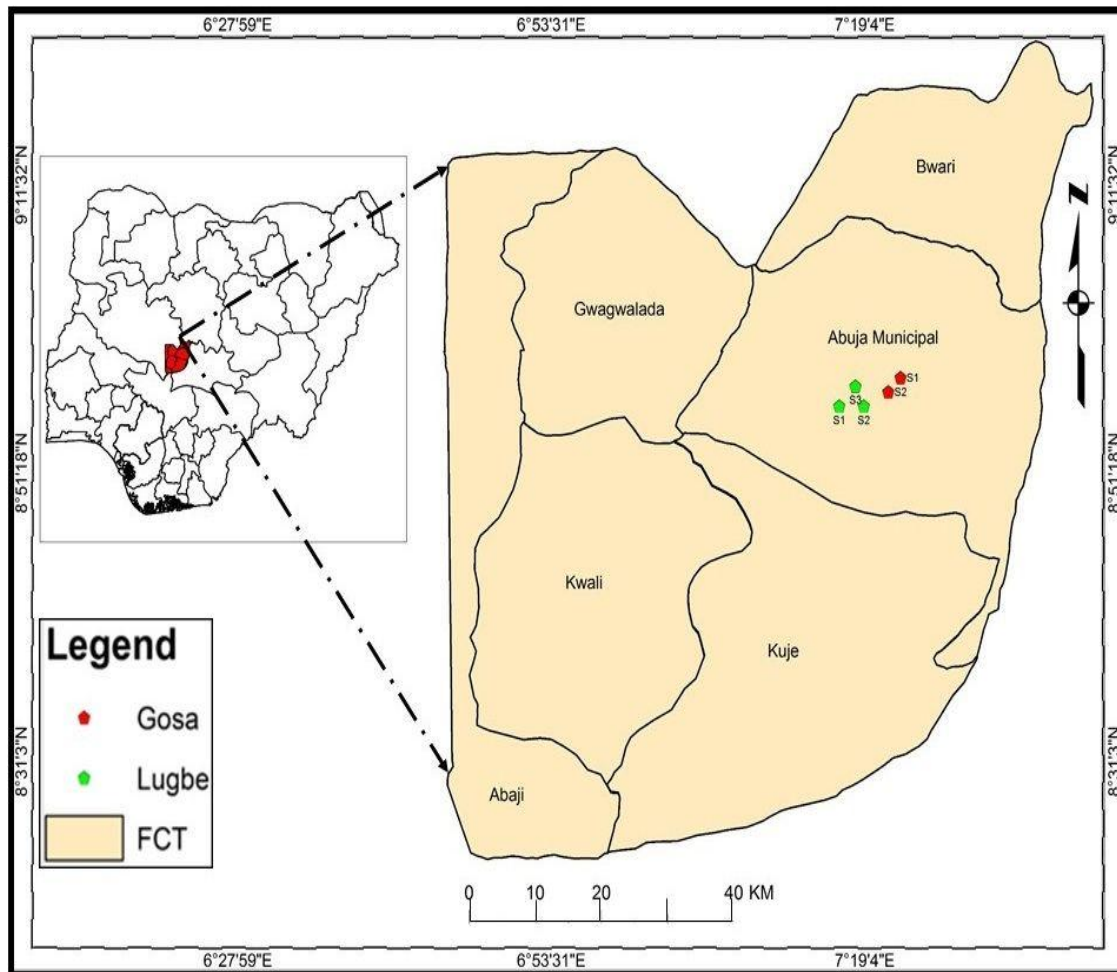 6°27'59"E 6°53'31"E 7°19'4"E
9°11'32"N
9°11'32"N
Bwari
Z
Gwagwalada
Abuja Municipal
S1
S2
S3
S1 S2
8°51'18"N
8°51'18"N
Kwali
Kuje
Legend
Gosa
Lugbe
FCT
8°31'3"N
8°31'3"N
Abaji
0 10 20 40 KM
6°27'59"E 6°53'31"E 7°19'4"E